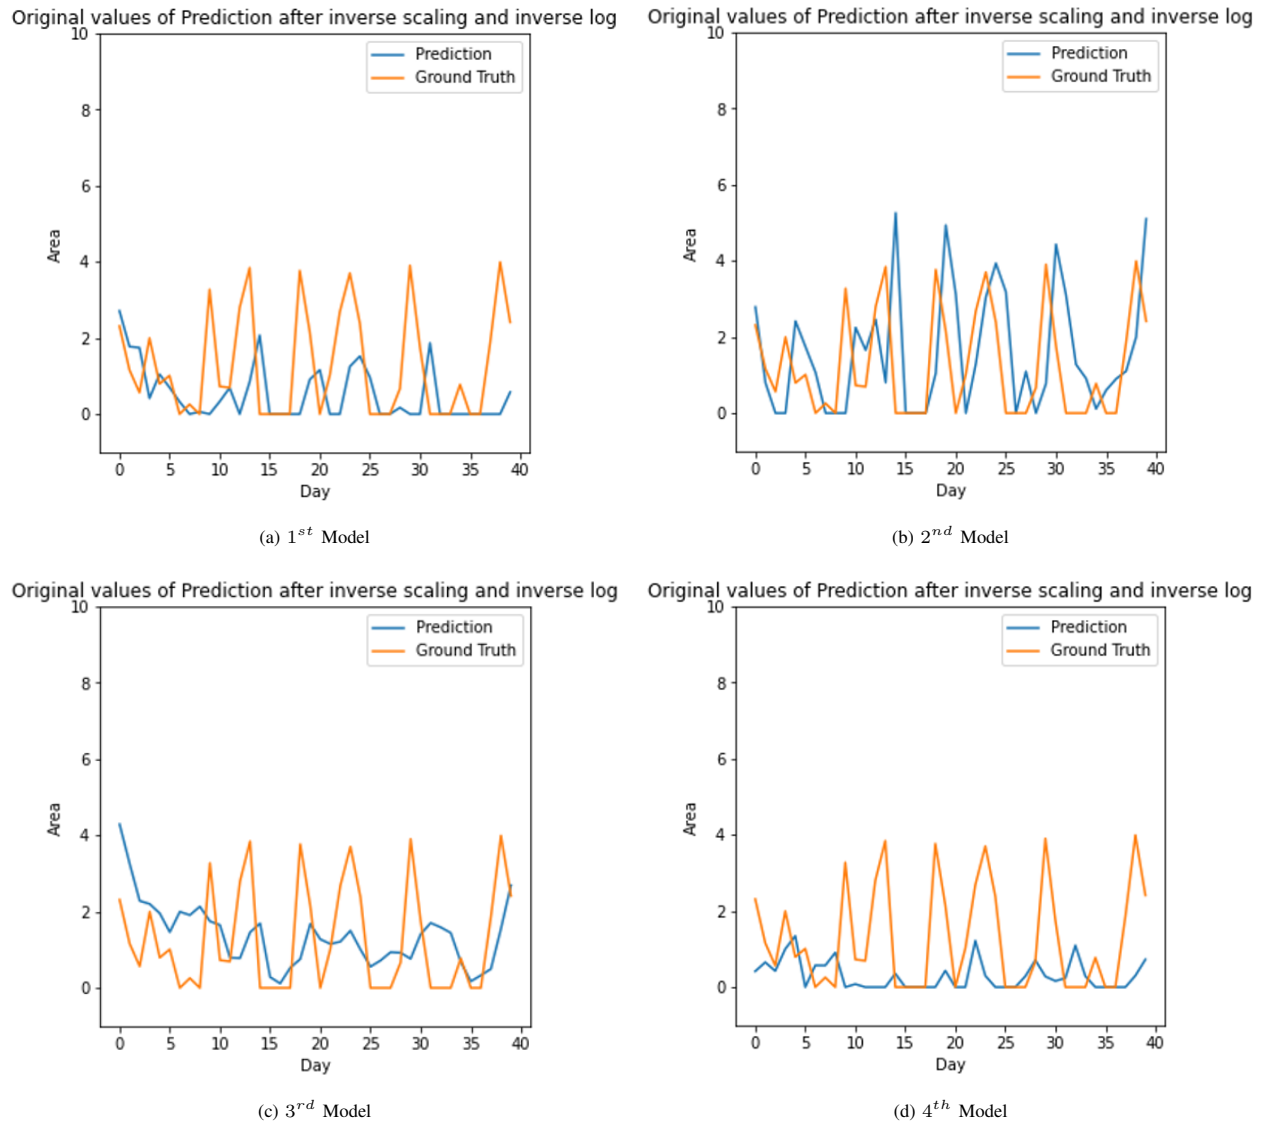 Original values of Prediction after inverse scaling and inverse log
Prediction
Ground Truth
10
8
6
4
2
0
Area
0 5 10 15 20 25 30 35 40
Day
(a) 1st Model
Original values of Prediction after inverse scaling and inverse log
Prediction
Ground Truth
10
8
6
4
2
0
Area
0 5 10 15 20 25 30 35 40
Day
(b) 2nd Model
Original values of Prediction after inverse scaling and inverse log
Prediction
Ground Truth
10
8
6
4
2
0
Area
0 5 10 15 20 25 30 35 40
Day
(c) 3rd Model
Original values of Prediction after inverse scaling and inverse log
Prediction
Ground Truth
10
8
6
4
2
0
Area
0 5 10 15 20 25 30 35 40
Day
(d) 4th Model